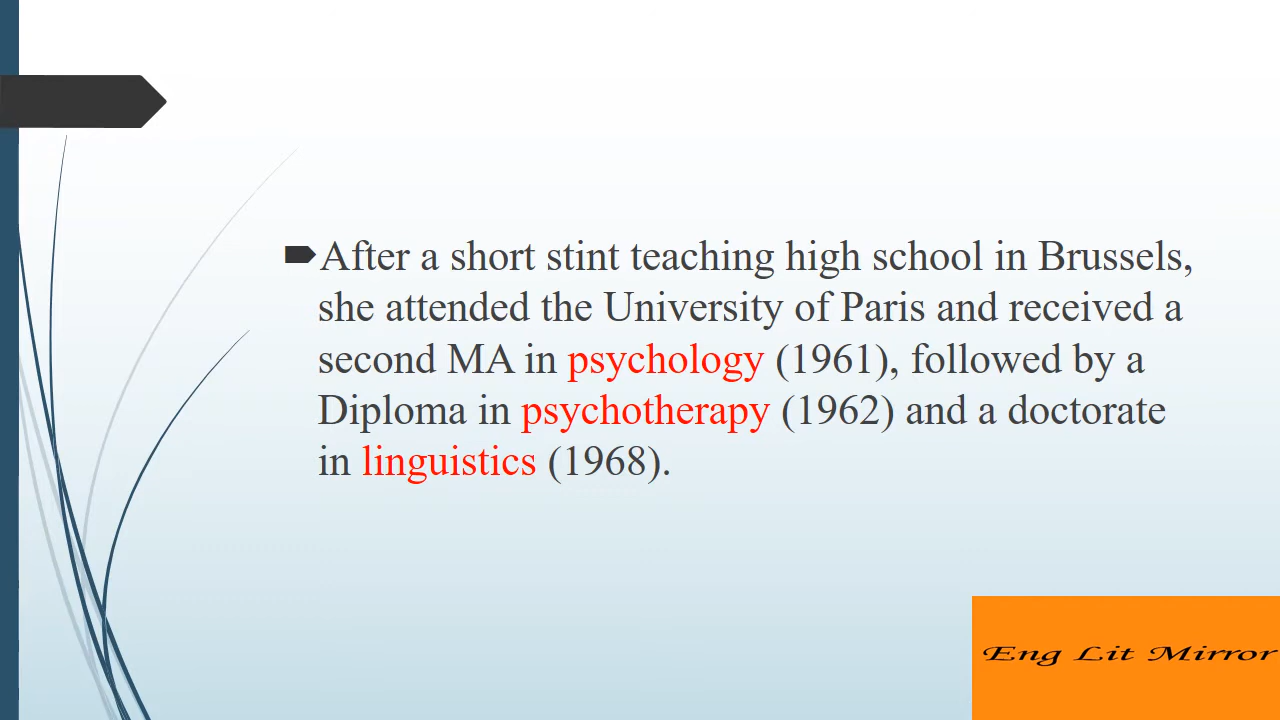 After a short stint teaching high school in Brussels,
she attended the University of Paris and received a
second MA in psychology (1961), followed by a
Diploma in psychotherapy (1962) and a doctorate
in linguistics (1968).
Eng Lit Mirror